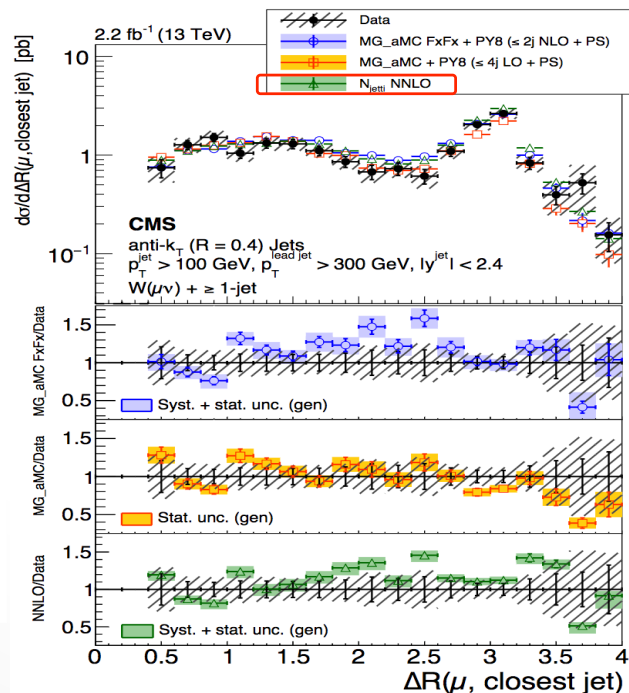 2.2 fb⁻¹ (13 TeV)
Data
MG_aMC FxFx + PY8 (≤ 2j NLO + PS)
MG_aMC + PY8 (≤ 4j LO + PS)
N_jetti NNLO
dσ/dΔR(μ,closest jet) [pb]
10
1
10⁻¹
CMS
anti-k_T (R = 0.4) Jets
p_T^jet > 100 GeV, p_T^lead jet > 300 GeV, |y^jet| < 2.4
W(μν) + ≥ 1-jet
MG_aMC FxFx/Data
1.5
1
0.5
Syst. + stat. unc. (gen)
MG_aMC/Data
1.5
1
0.5
Stat. unc. (gen)
NNLO/Data
1.5
1
0.5
Syst. + stat. unc. (gen)
0 0.5 1 1.5 2 2.5 3 3.5 4
ΔR(μ, closest jet)